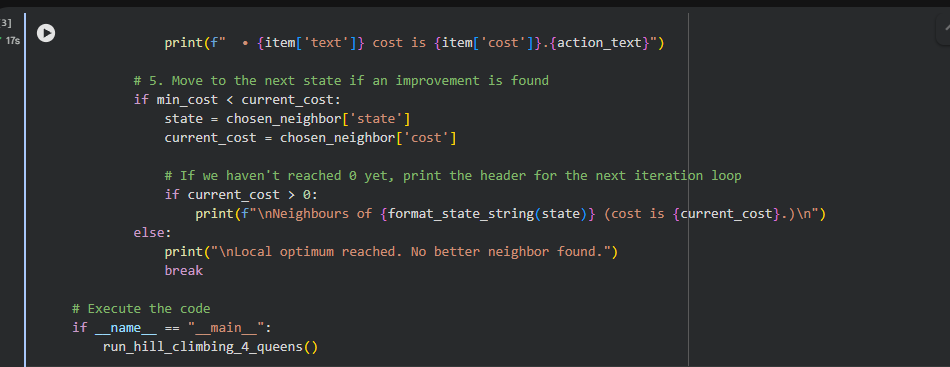 3]
17s
print(f"  • {item['text']} cost is {item['cost']}.{action_text}")
# 5. Move to the next state if an improvement is found
if min_cost < current_cost:
state = chosen_neighbor['state']
current_cost = chosen_neighbor['cost']
# If we haven't reached 0 yet, print the header for the next iteration loop
if current_cost > 0:
print(f"\nNeighbours of {format_state_string(state)} (cost is {current_cost}.)\n")
else:
print("\nLocal optimum reached. No better neighbor found.")
break
# Execute the code
if __name__ == "__main__":
run_hill_climbing_4_queens()